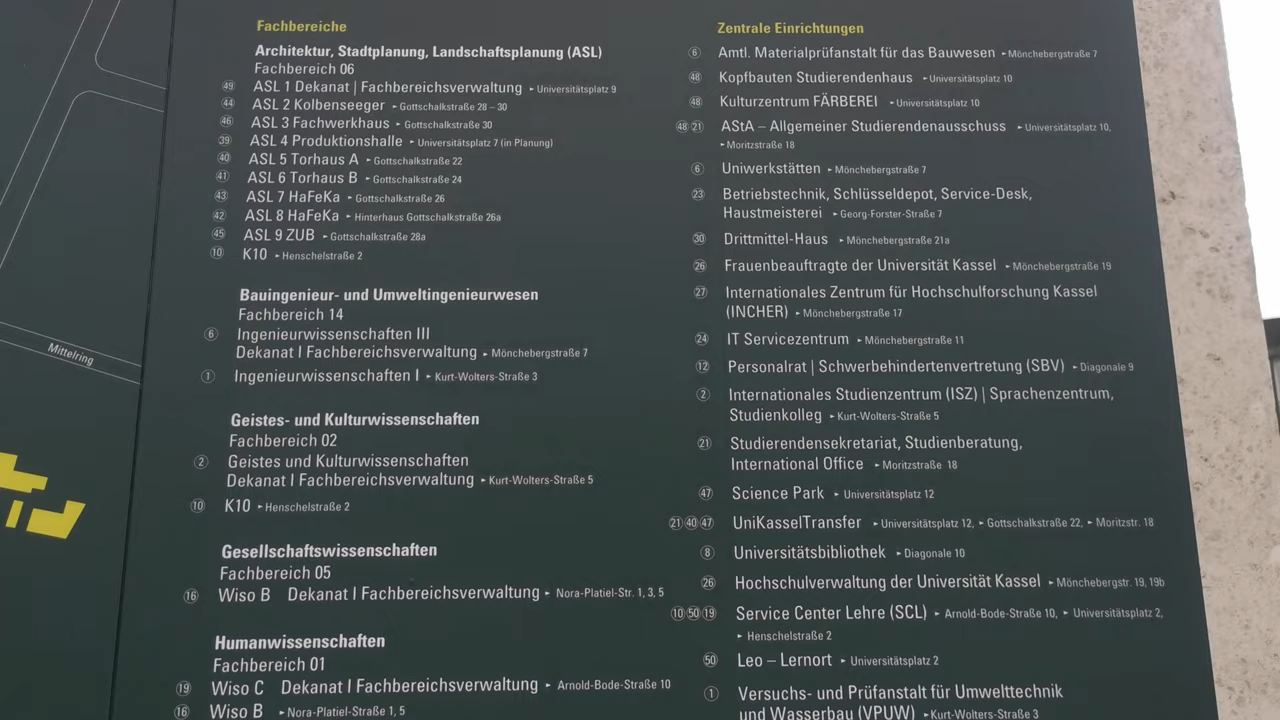 Mittelring
Fachbereiche
Architektur, Stadtplanung, Landschaftsplanung (ASL)
Fachbereich 06
49 ASL 1 Dekanat | Fachbereichsverwaltung ▸ Universitätsplatz 9
44 ASL 2 Kolbenseeger ▸ Gottschalkstraße 28 – 30
46 ASL 3 Fachwerkhaus ▸ Gottschalkstraße 30
39 ASL 4 Produktionshalle ▸ Universitätsplatz 7 (in Planung)
40 ASL 5 Torhaus A ▸ Gottschalkstraße 22
41 ASL 6 Torhaus B ▸ Gottschalkstraße 24
43 ASL 7 HaFeKa ▸ Gottschalkstraße 26
42 ASL 8 HaFeKa ▸ Hinterhaus Gottschalkstraße 26a
45 ASL 9 ZUB ▸ Gottschalkstraße 28a
10 K10 ▸ Henschelstraße 2
Bauingenieur- und Umweltingenieurwesen
Fachbereich 14
6 Ingenieurwissenschaften III
Dekanat I Fachbereichsverwaltung ▸ Mönchebergstraße 7
1 Ingenieurwissenschaften I ▸ Kurt-Wolters-Straße 3
Geistes- und Kulturwissenschaften
Fachbereich 02
2 Geistes und Kulturwissenschaften
Dekanat I Fachbereichsverwaltung ▸ Kurt-Wolters-Straße 5
10 K10 ▸ Henschelstraße 2
Gesellschaftswissenschaften
Fachbereich 05
16 Wiso B Dekanat I Fachbereichsverwaltung ▸ Nora-Platiel-Str. 1, 3, 5
Humanwissenschaften
Fachbereich 01
19 Wiso C Dekanat I Fachbereichsverwaltung ▸ Arnold-Bode-Straße 10
16 Wiso B ▸ Nora-Platiel-Straße 1, 5
Zentrale Einrichtungen
6 Amtl. Materialprüfanstalt für das Bauwesen ▸ Mönchebergstraße 7
48 Kopfbauten Studierendenhaus ▸ Universitätsplatz 10
48 Kulturzentrum FÄRBEREI ▸ Universitätsplatz 10
48 21 AStA – Allgemeiner Studierendenausschuss ▸ Universitätsplatz 10,
▸ Moritzstraße 18
6 Uniwerkstätten ▸ Mönchebergstraße 7
23 Betriebstechnik, Schlüsseldepot, Service-Desk,
Haustmeisterei ▸ Georg-Forster-Straße 7
30 Drittmittel-Haus ▸ Mönchebergstraße 21a
26 Frauenbeauftragte der Universität Kassel ▸ Mönchebergstraße 19
27 Internationales Zentrum für Hochschulforschung Kassel
(INCHER) ▸ Mönchebergstraße 17
24 IT Servicezentrum ▸ Mönchebergstraße 11
12 Personalrat | Schwerbehindertenvertretung (SBV) ▸ Diagonale 9
2 Internationales Studienzentrum (ISZ) | Sprachenzentrum,
Studienkolleg ▸ Kurt-Wolters-Straße 5
21 Studierendensekretariat, Studienberatung,
International Office ▸ Moritzstraße 18
47 Science Park ▸ Universitätsplatz 12
21 40 47 UniKasselTransfer ▸ Universitätsplatz 12, ▸ Gottschalkstraße 22, ▸ Moritzstr. 18
8 Universitätsbibliothek ▸ Diagonale 10
26 Hochschulverwaltung der Universität Kassel ▸ Mönchebergstr. 19, 19b
10 50 19 Service Center Lehre (SCL) ▸ Arnold-Bode-Straße 10, ▸ Universitätsplatz 2,
▸ Henschelstraße 2
50 Leo – Lernort ▸ Universitätsplatz 2
1 Versuchs- und Prüfanstalt für Umwelttechnik
und Wasserbau (VPUW) ▸ Kurt-Wolters-Straße 3